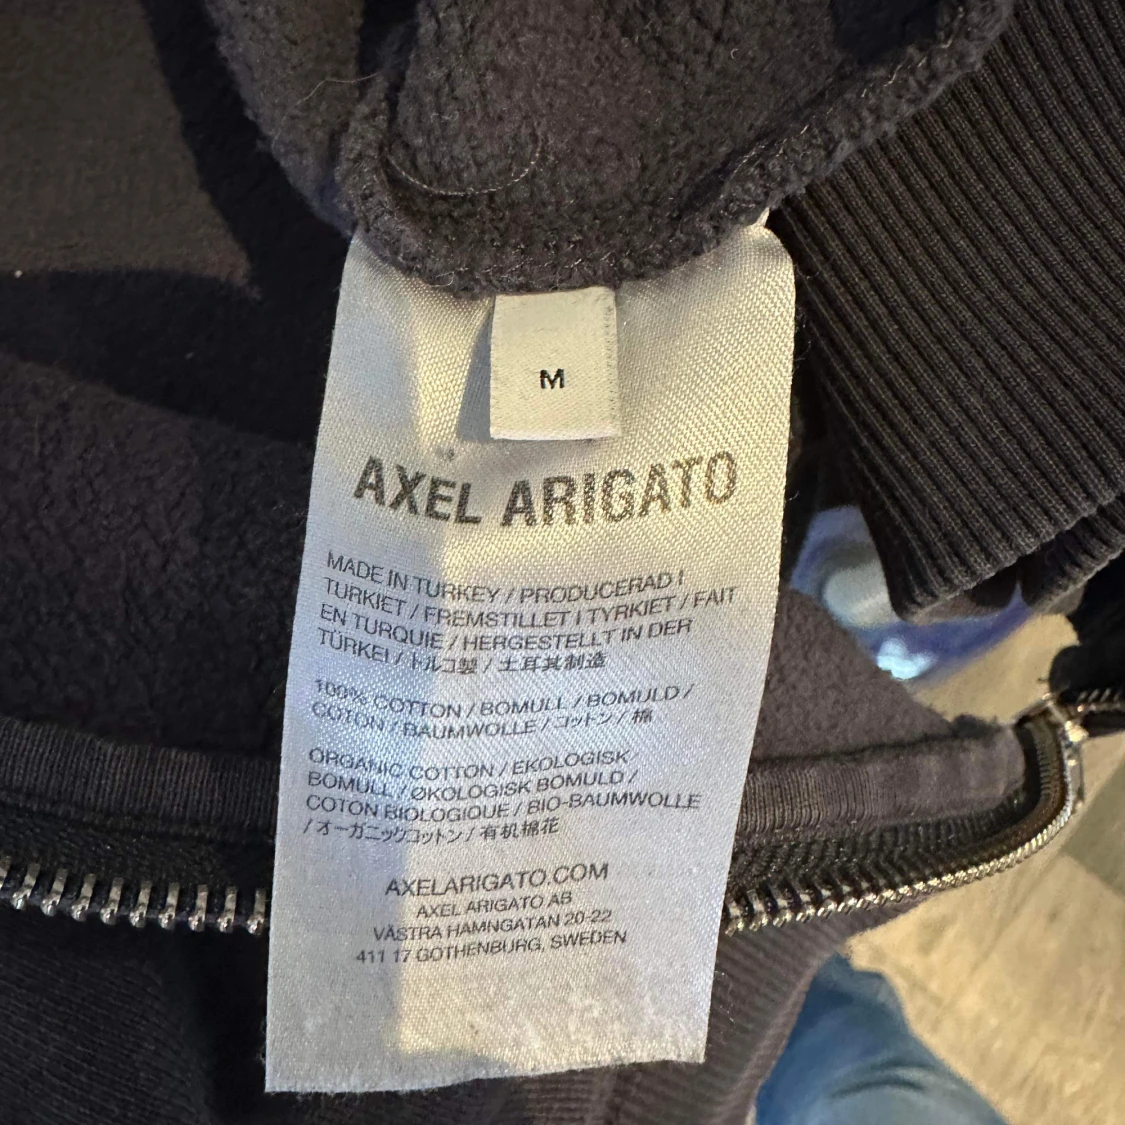 M
AXEL ARIGATO
MADE IN TURKEY / PRODUCERAD I
TURKIET / FREMSTILLET I TYRKIET / FAIT
EN TURQUIE / HERGESTELLT IN DER
TÜRKEI / トルコ製 / 土耳其制造
100% COTTON / BOMULL / BOMULD /
COTON / BAUMWOLLE / コットン / 棉
ORGANIC COTTON / EKOLOGISK
BOMULL / ØKOLOGISK BOMULD /
COTON BIOLOGIQUE / BIO-BAUMWOLLE
/ オーガニックコットン / 有机棉花
AXELARIGATO.COM
AXEL ARIGATO AB
VÄSTRA HAMNGATAN 20-22
411 17 GOTHENBURG, SWEDEN